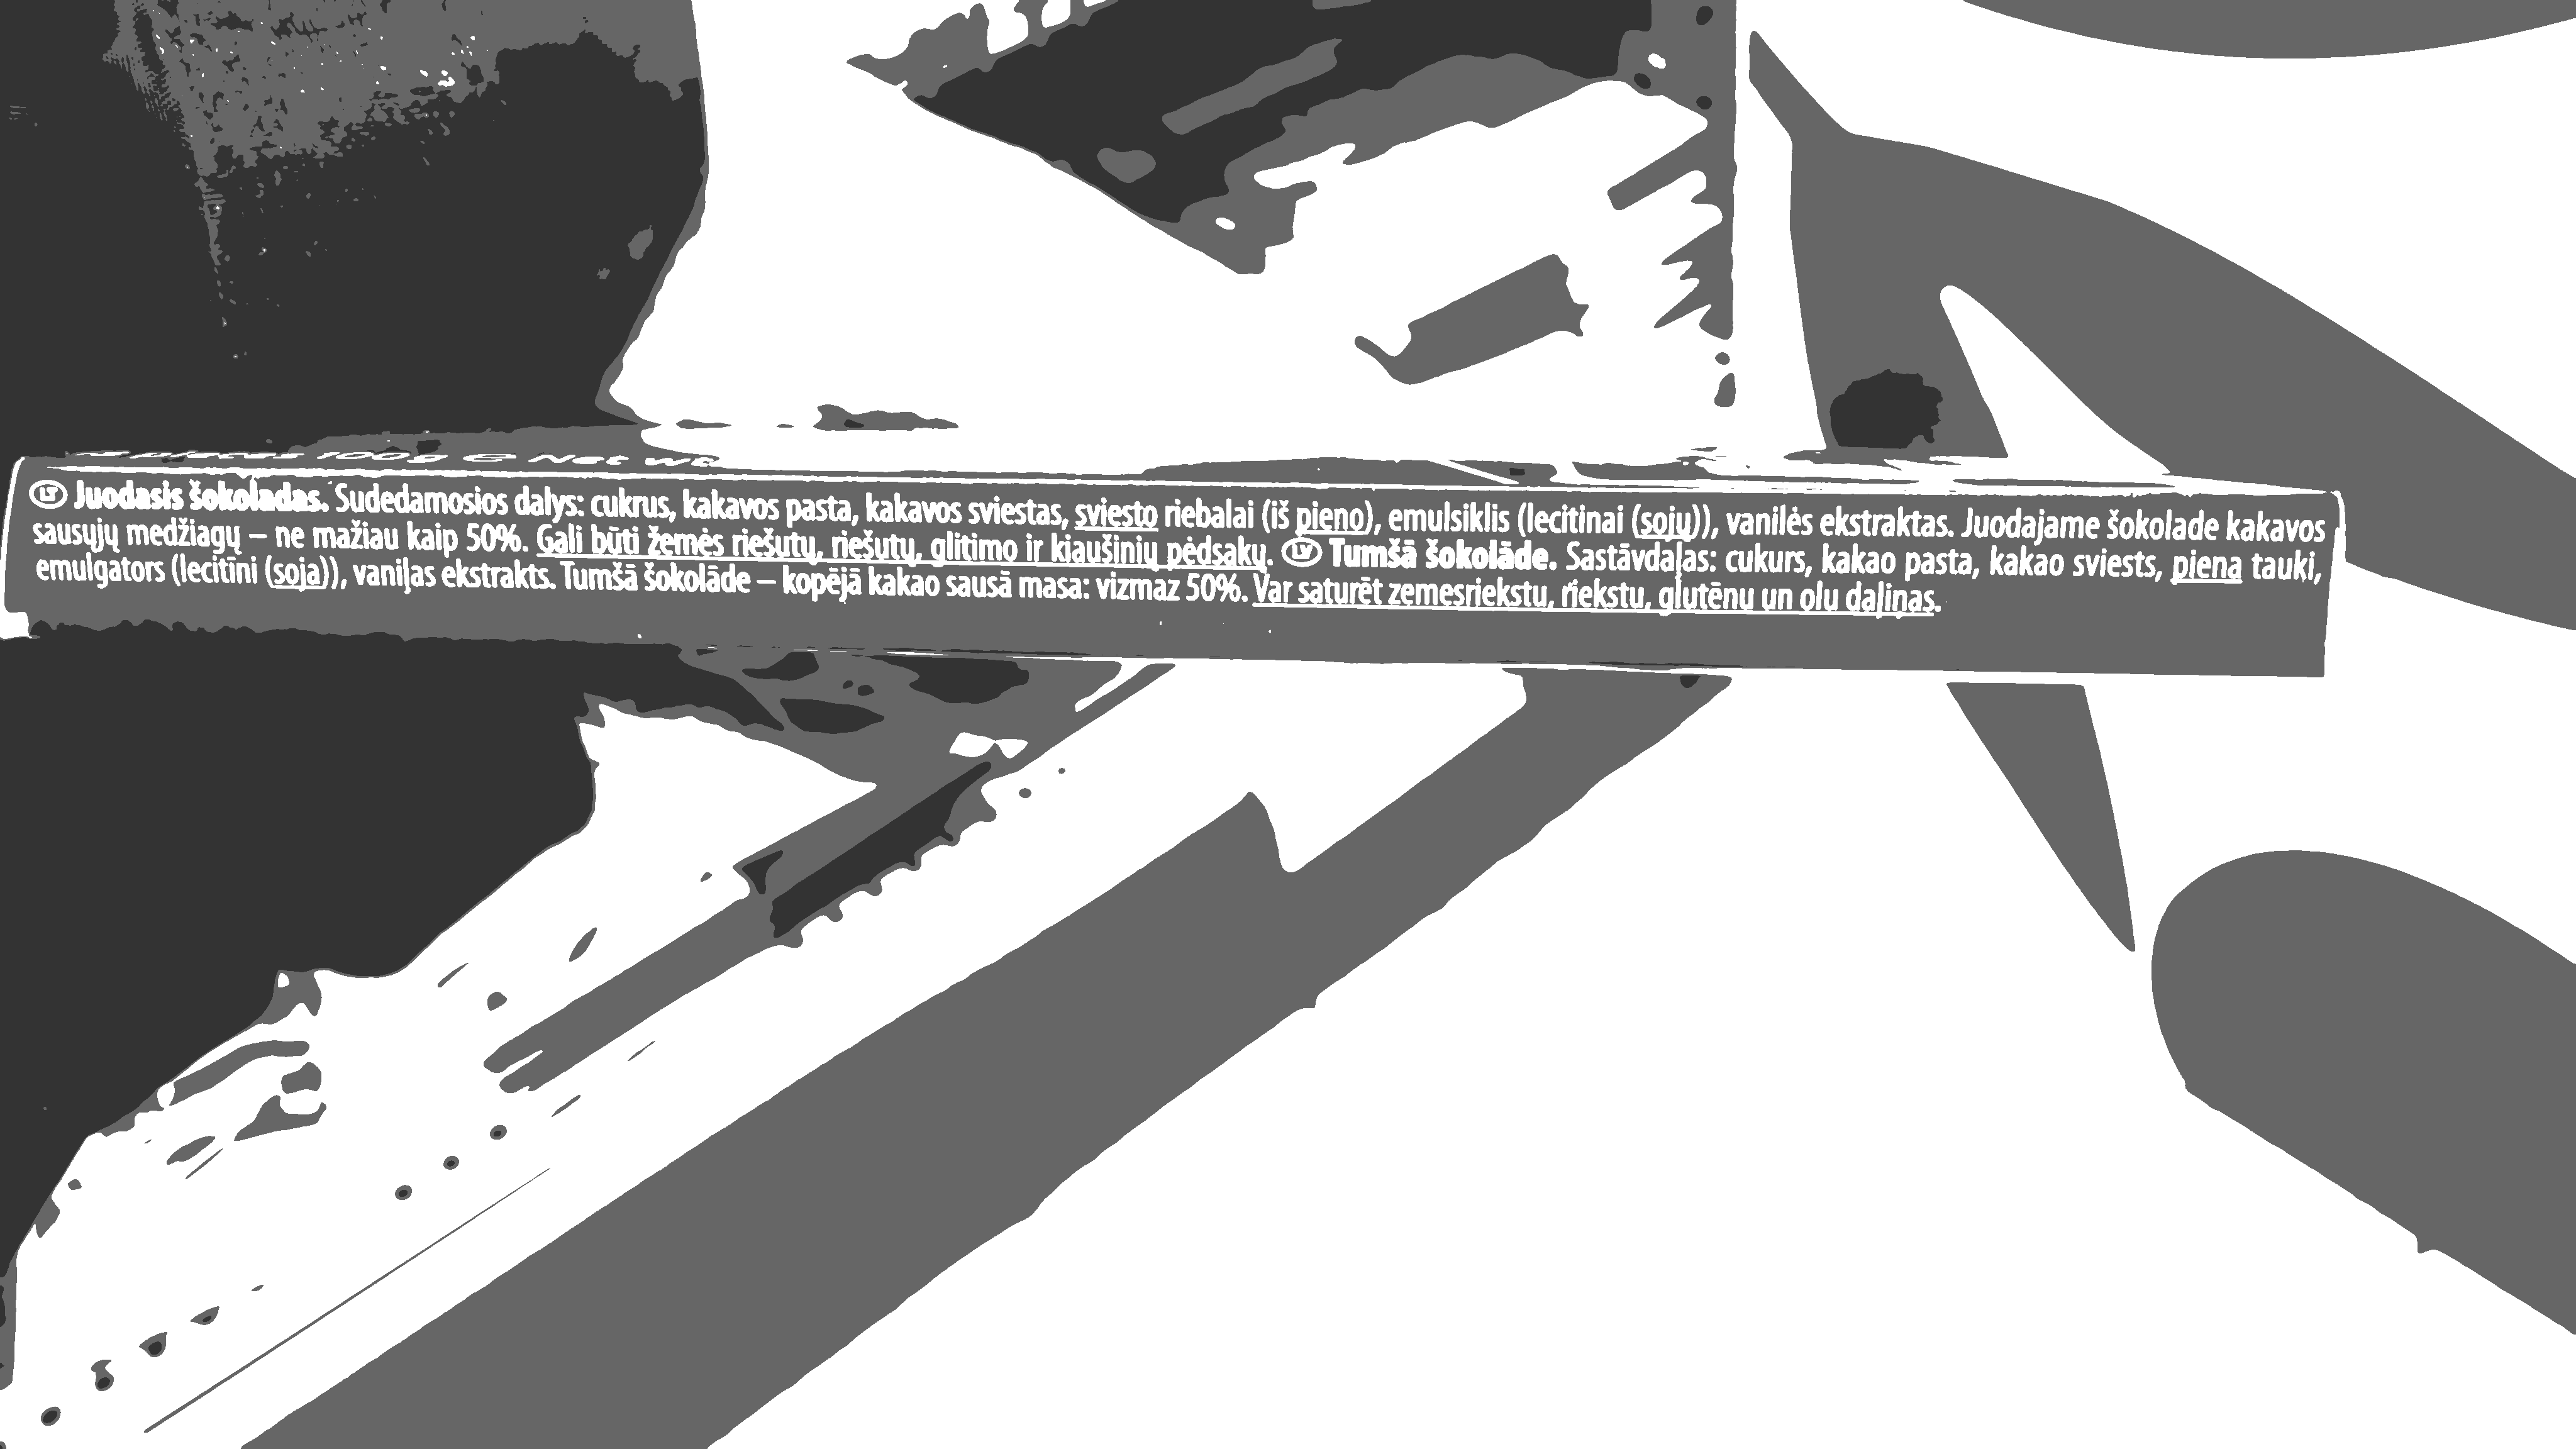 100g ℮ Net wt
LT Juodasis šokoladas. Sudedamosios dalys: cukrus, kakavos pasta, kakavos sviestas, sviesto riebalai (iš pieno), emulsiklis (lecitinai (sojų)), vanilės ekstraktas. Juodajame šokolade kakavos
sausųjų medžiagų – ne mažiau kaip 50%. Gali būti žemės riešutų, riešutų, glitimo ir kiaušinių pėdsakų. LV Tumšā šokolāde. Sastāvdaļas: cukurs, kakao pasta, kakao sviests, piena tauki,
emulgators (lecitīni (soja)), vaniļas ekstrakts. Tumšā šokolāde – kopējā kakao sausā masa: vizmaz 50%. Var saturēt zemesriekstu, riekstu, glutēnu un olu daļiņas.